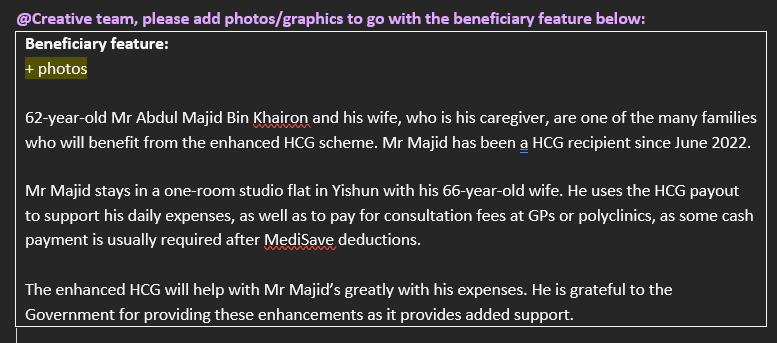 @Creative team, please add photos/graphics to go with the beneficiary feature below:
Beneficiary feature:
+ photos
62-year-old Mr Abdul Majid Bin Khairon and his wife, who is his caregiver, are one of the many families
who will benefit from the enhanced HCG scheme. Mr Majid has been a HCG recipient since June 2022.
Mr Majid stays in a one-room studio flat in Yishun with his 66-year-old wife. He uses the HCG payout
to support his daily expenses, as well as to pay for consultation fees at GPs or polyclinics, as some cash
payment is usually required after MediSave deductions.
The enhanced HCG will help with Mr Majid’s greatly with his expenses. He is grateful to the
Government for providing these enhancements as it provides added support.